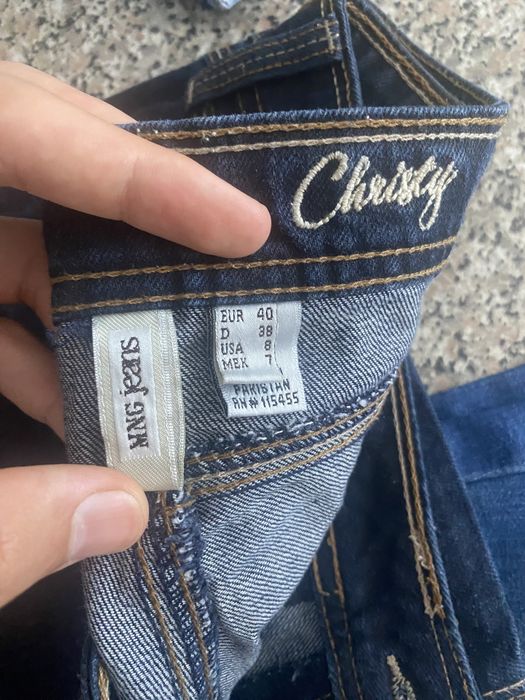 Christy
MNG jeans
EUR 40
D 38
USA 8
MEX 7
PAKISTAN
RN# 115455